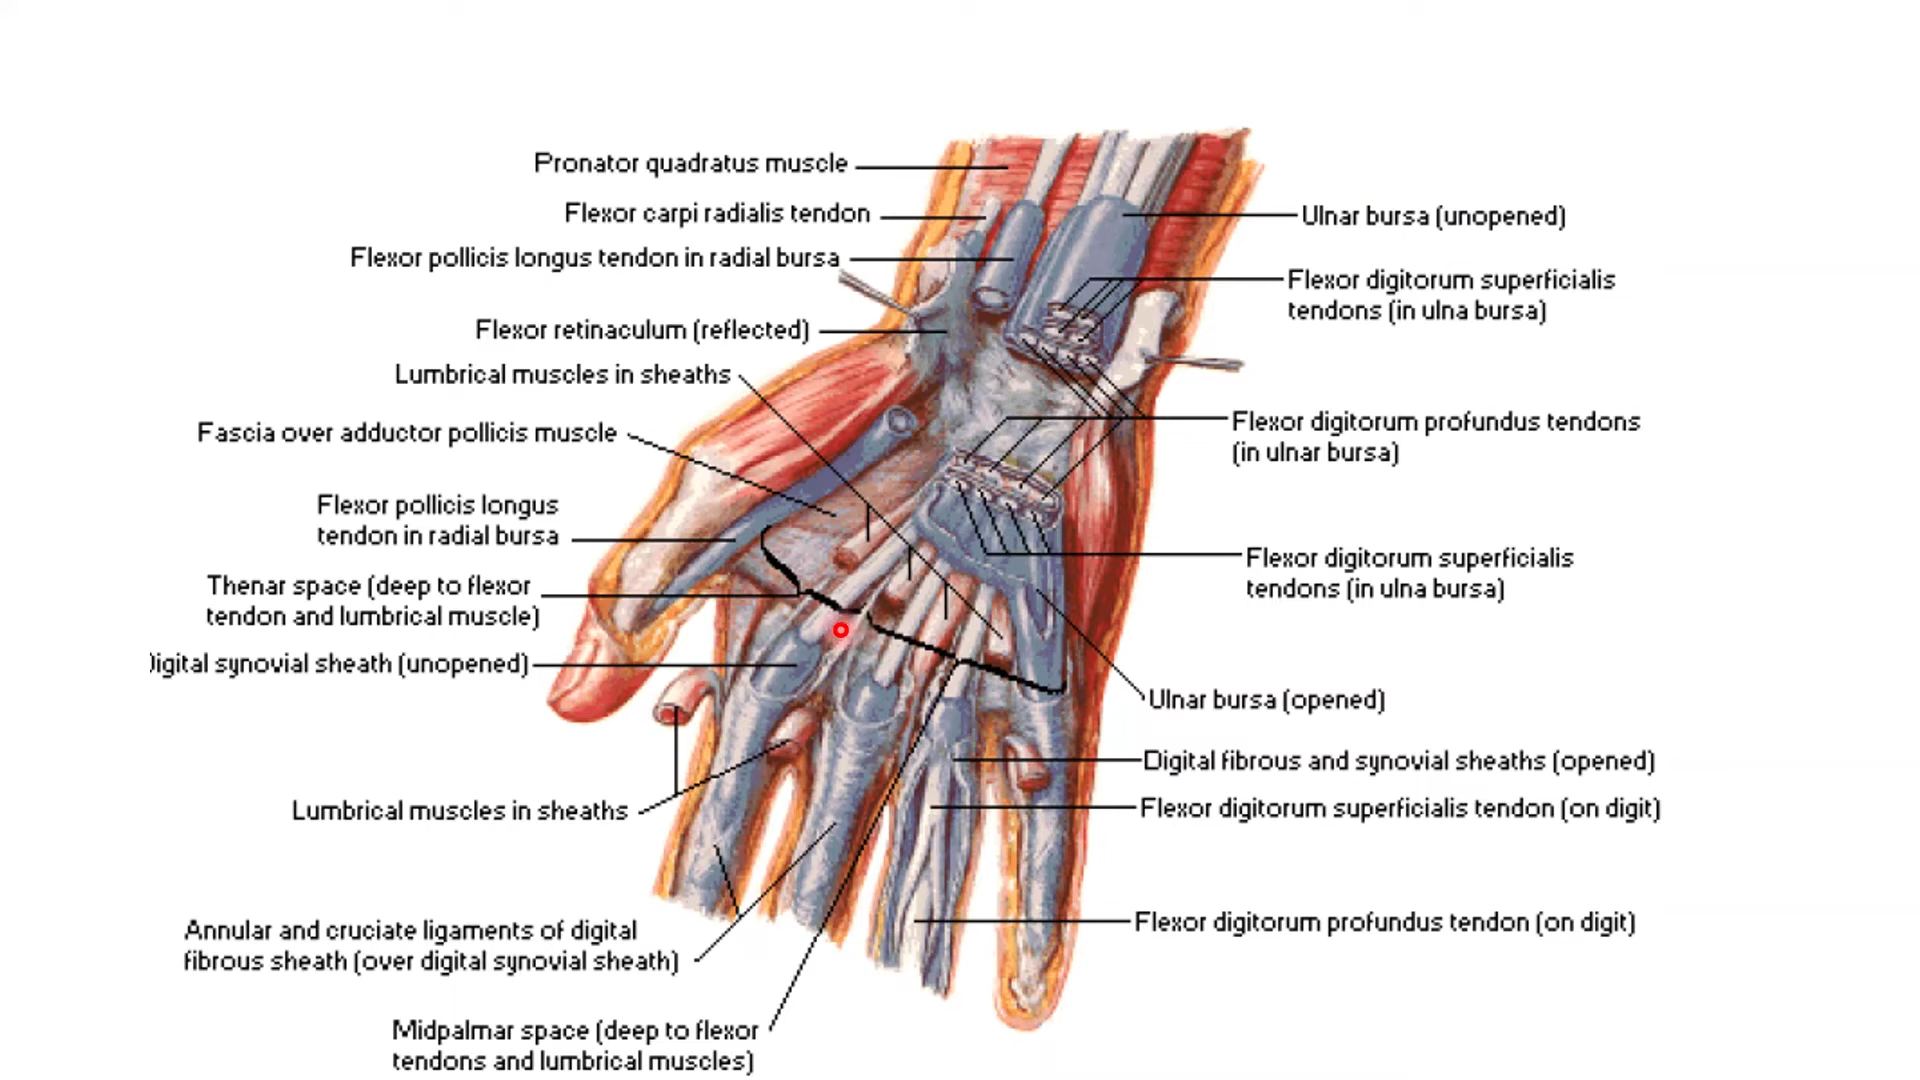 Pronator quadratus muscle
Flexor carpi radialis tendon
Flexor pollicis longus tendon in radial bursa
Flexor retinaculum (reflected)
Lumbrical muscles in sheaths
Fascia over adductor pollicis muscle
Flexor pollicis longus
tendon in radial bursa
Thenar space (deep to flexor
tendon and lumbrical muscle)
igital synovial sheath (unopened)
Lumbrical muscles in sheaths
Annular and cruciate ligaments of digital
fibrous sheath (over digital synovial sheath)
Midpalmar space (deep to flexor
tendons and lumbrical muscles)
Ulnar bursa (unopened)
Flexor digitorum superficialis
tendons (in ulna bursa)
Flexor digitorum profundus tendons
(in ulnar bursa)
Flexor digitorum superficialis
tendons (in ulna bursa)
Ulnar bursa (opened)
Digital fibrous and synovial sheaths (opened)
Flexor digitorum superficialis tendon (on digit)
Flexor digitorum profundus tendon (on digit)